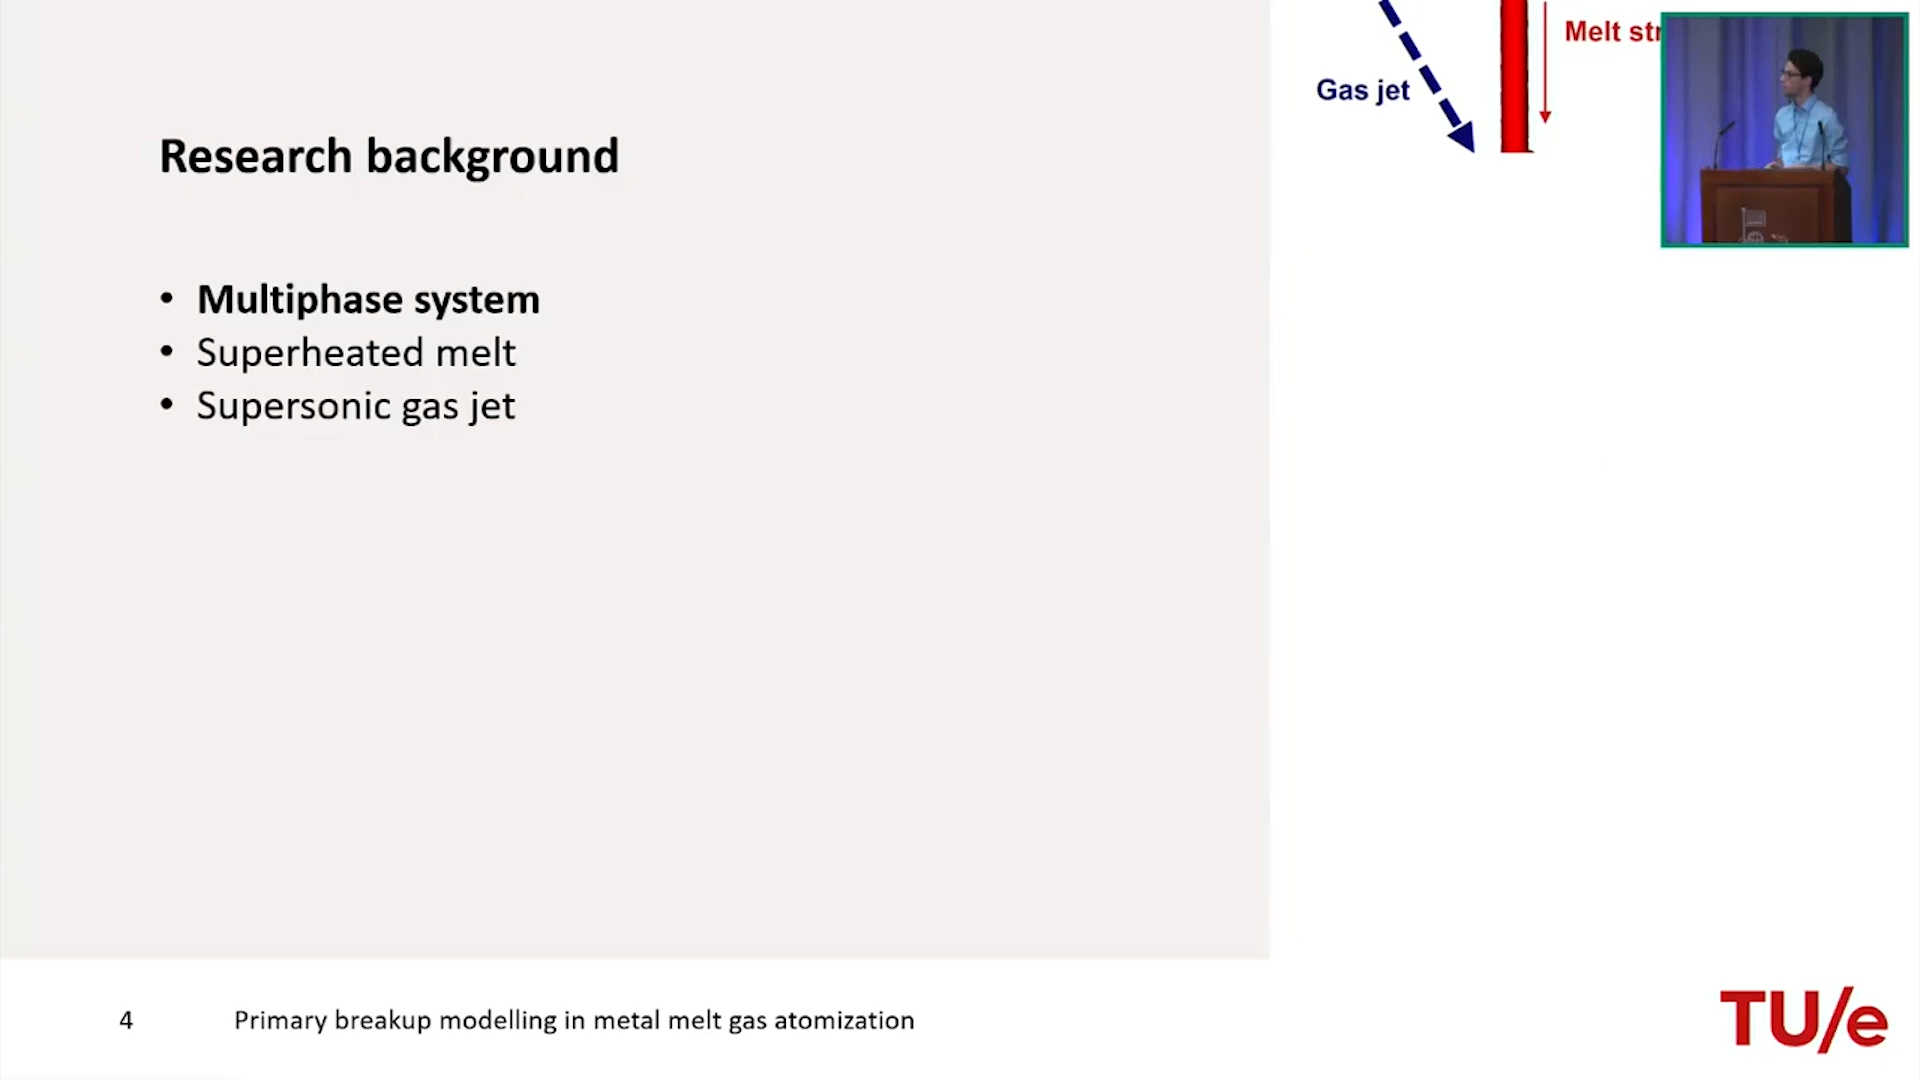 Research background
• Multiphase system
• Superheated melt
• Supersonic gas jet
Gas jet
Melt
4
Primary breakup modelling in metal melt gas atomization
TU/e